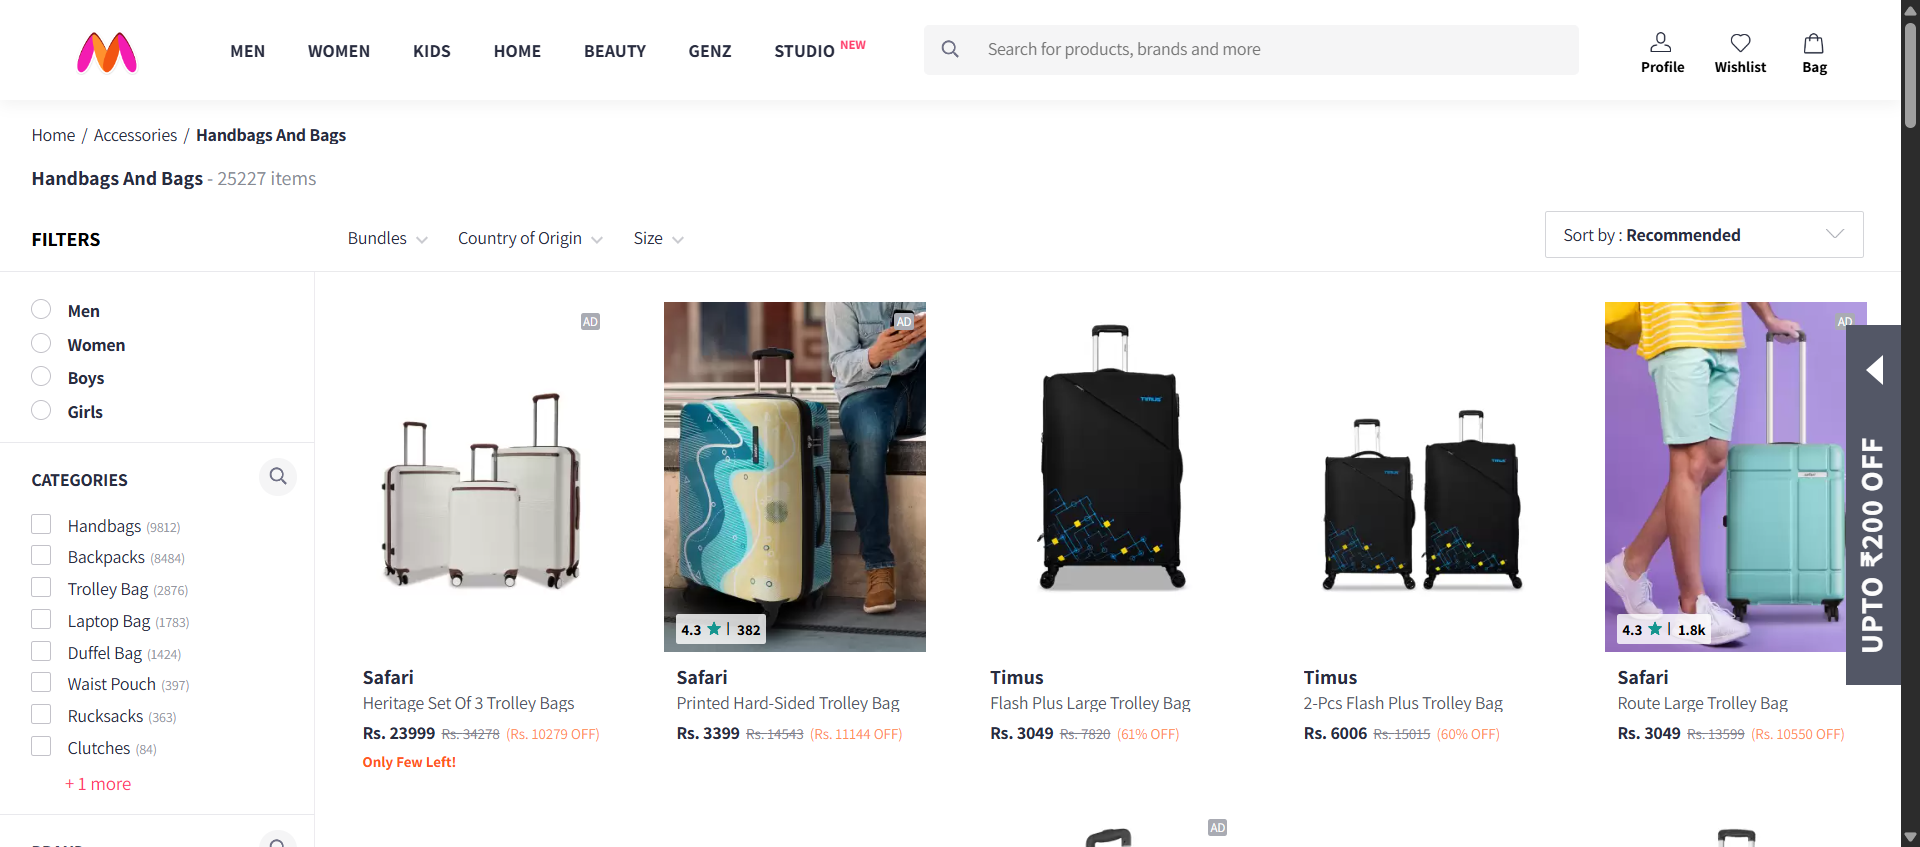 MEN WOMEN KIDS HOME BEAUTY GENZ STUDIO NEW Search for products, brands and more Profile Wishlist Bag
Home / Accessories / Handbags And Bags
Handbags And Bags - 25227 items
FILTERS Bundles Country of Origin Size Sort by : Recommended
Men
Women
Boys
Girls
CATEGORIES
Handbags (9812)
Backpacks (8484)
Trolley Bag (2876)
Laptop Bag (1783)
Duffel Bag (1424)
Waist Pouch (397)
Rucksacks (363)
Clutches (84)
+ 1 more
AD
Safari
Heritage Set Of 3 Trolley Bags
Rs. 23999 Rs. 34278 (Rs. 10279 OFF)
Only Few Left!
AD
4.3 | 382
Safari
Printed Hard-Sided Trolley Bag
Rs. 3399 Rs. 14543 (Rs. 11144 OFF)
TIMUS
Timus
Flash Plus Large Trolley Bag
Rs. 3049 Rs. 7820 (61% OFF)
TIMUS
TIMUS
Timus
2-Pcs Flash Plus Trolley Bag
Rs. 6006 Rs. 15015 (60% OFF)
AD
4.3 | 1.8k
Safari
Route Large Trolley Bag
Rs. 3049 Rs. 13599 (Rs. 10550 OFF)
UPTO ₹200 OFF
AD